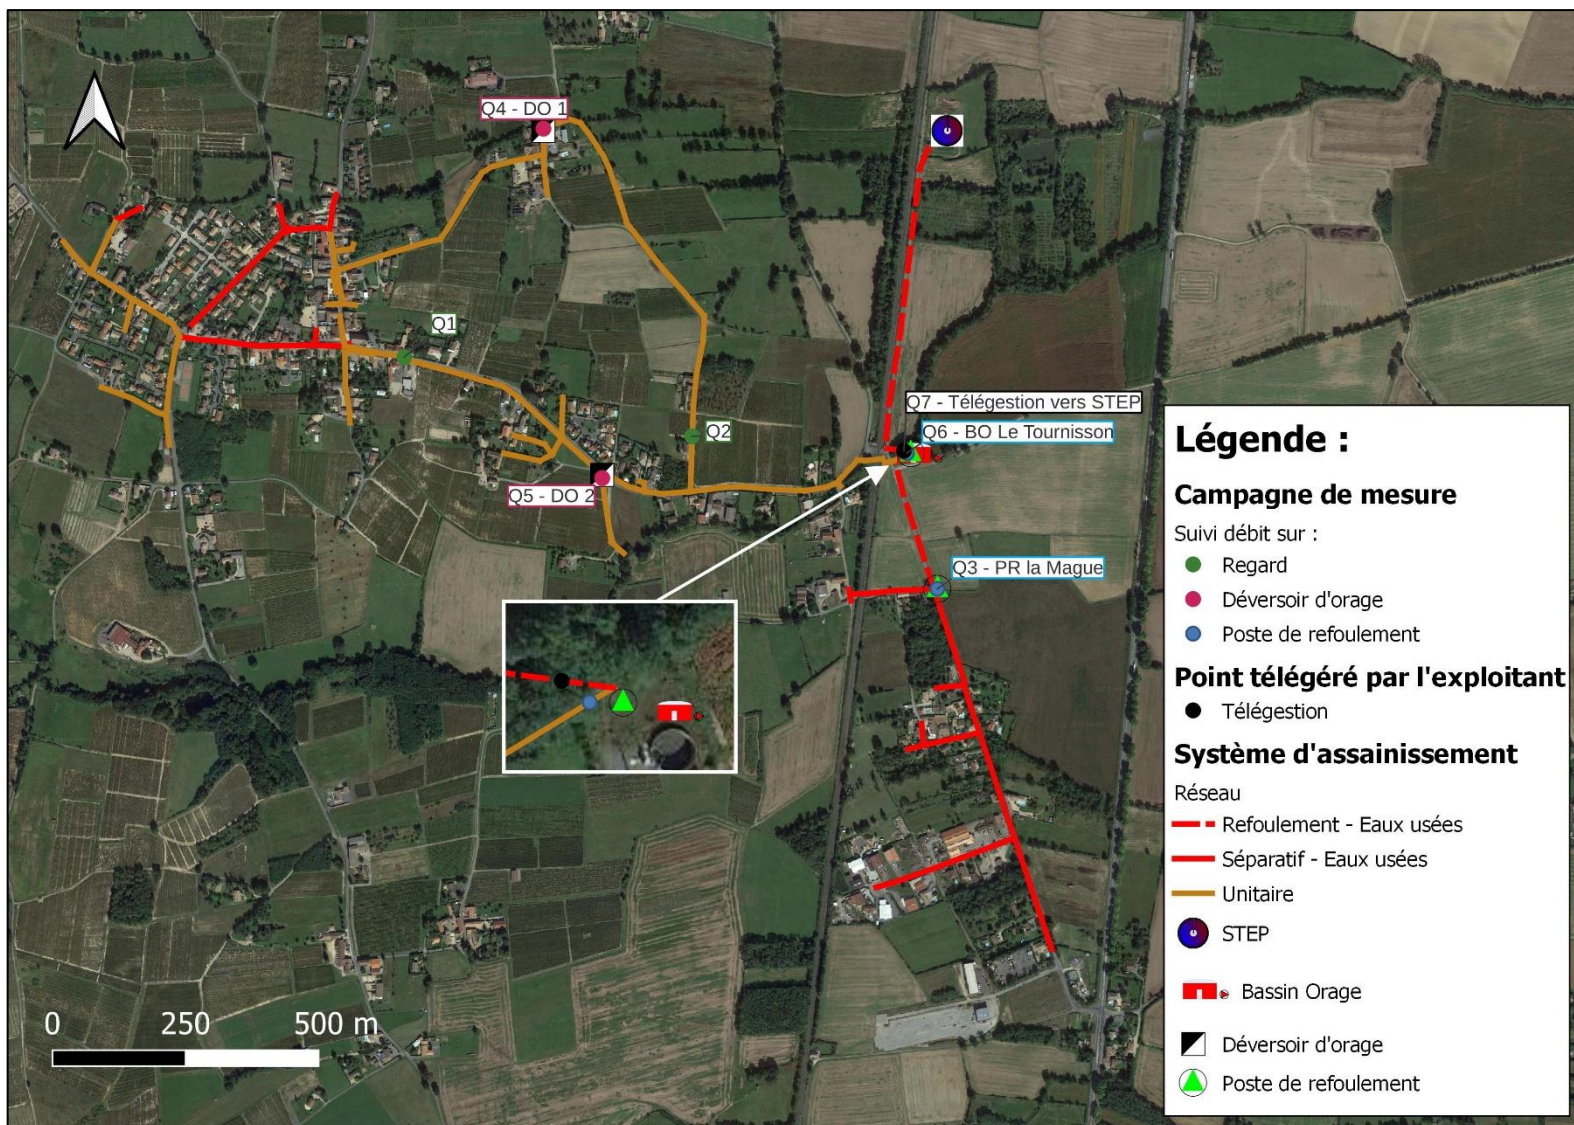 Q4 - DO 1
Q1
Q7 - Télégestion vers STEP
Q6 - BO Le Tournisson
Q2
Q5 - DO 2
Q3 - PR la Mague
0 250 500 m
Légende :
Campagne de mesure
Suivi débit sur :
Regard
Déversoir d'orage
Poste de refoulement
Point télégéré par l'exploitant
Télégestion
Système d'assainissement
Réseau
Refoulement - Eaux usées
Séparatif - Eaux usées
Unitaire
STEP
Bassin Orage
Déversoir d'orage
Poste de refoulement